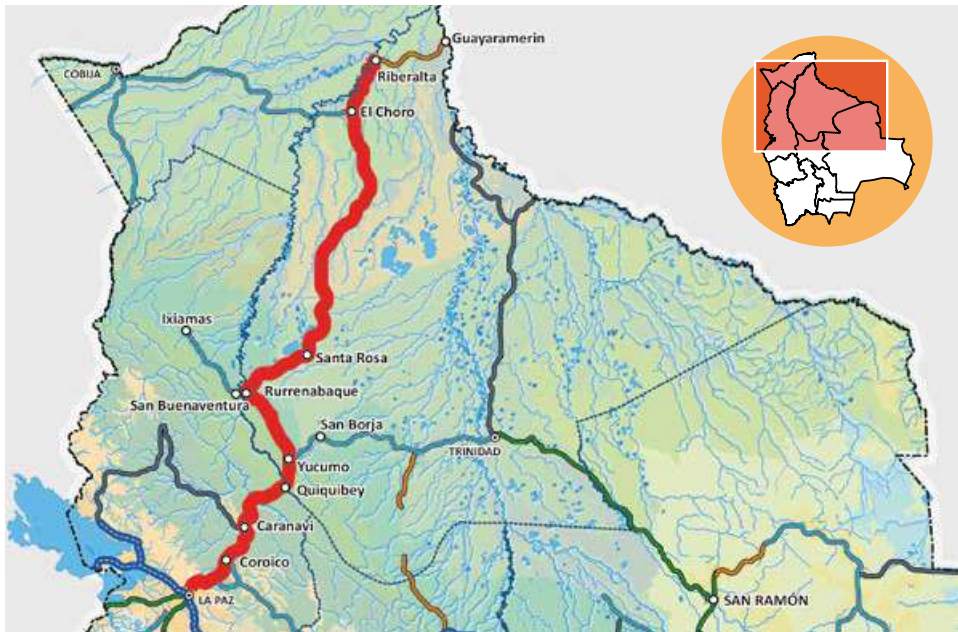 Guayaramerin
COBIJA
Riberalta
El Choro
Ixiamas
Santa Rosa
Rurrenabaque
San Buenaventura
San Borja
TRINIDAD
Yucumo
Quiquibey
Caranavi
Coroico
LA PAZ
SAN RAMÓN